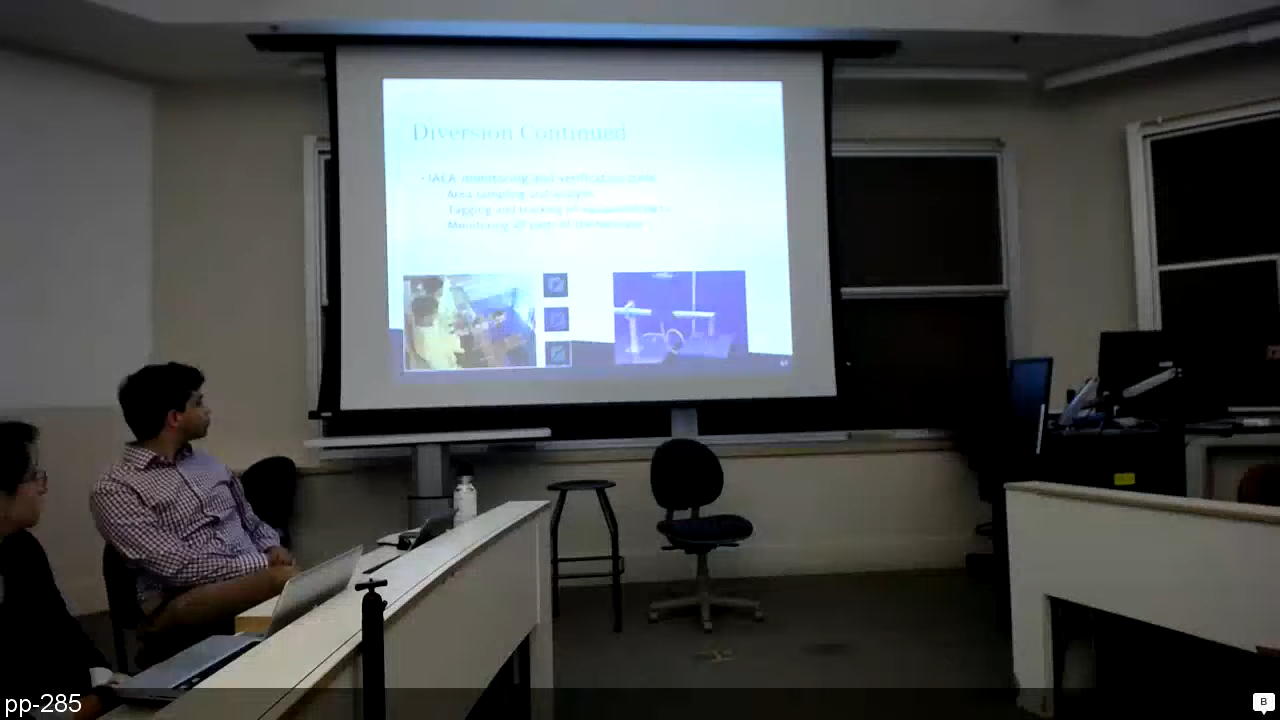 Diversion Continued
IAEA monitoring and verification
Area sampling and analysis
Tagging and tracking of
Monitoring all parts of the
pp-285
B